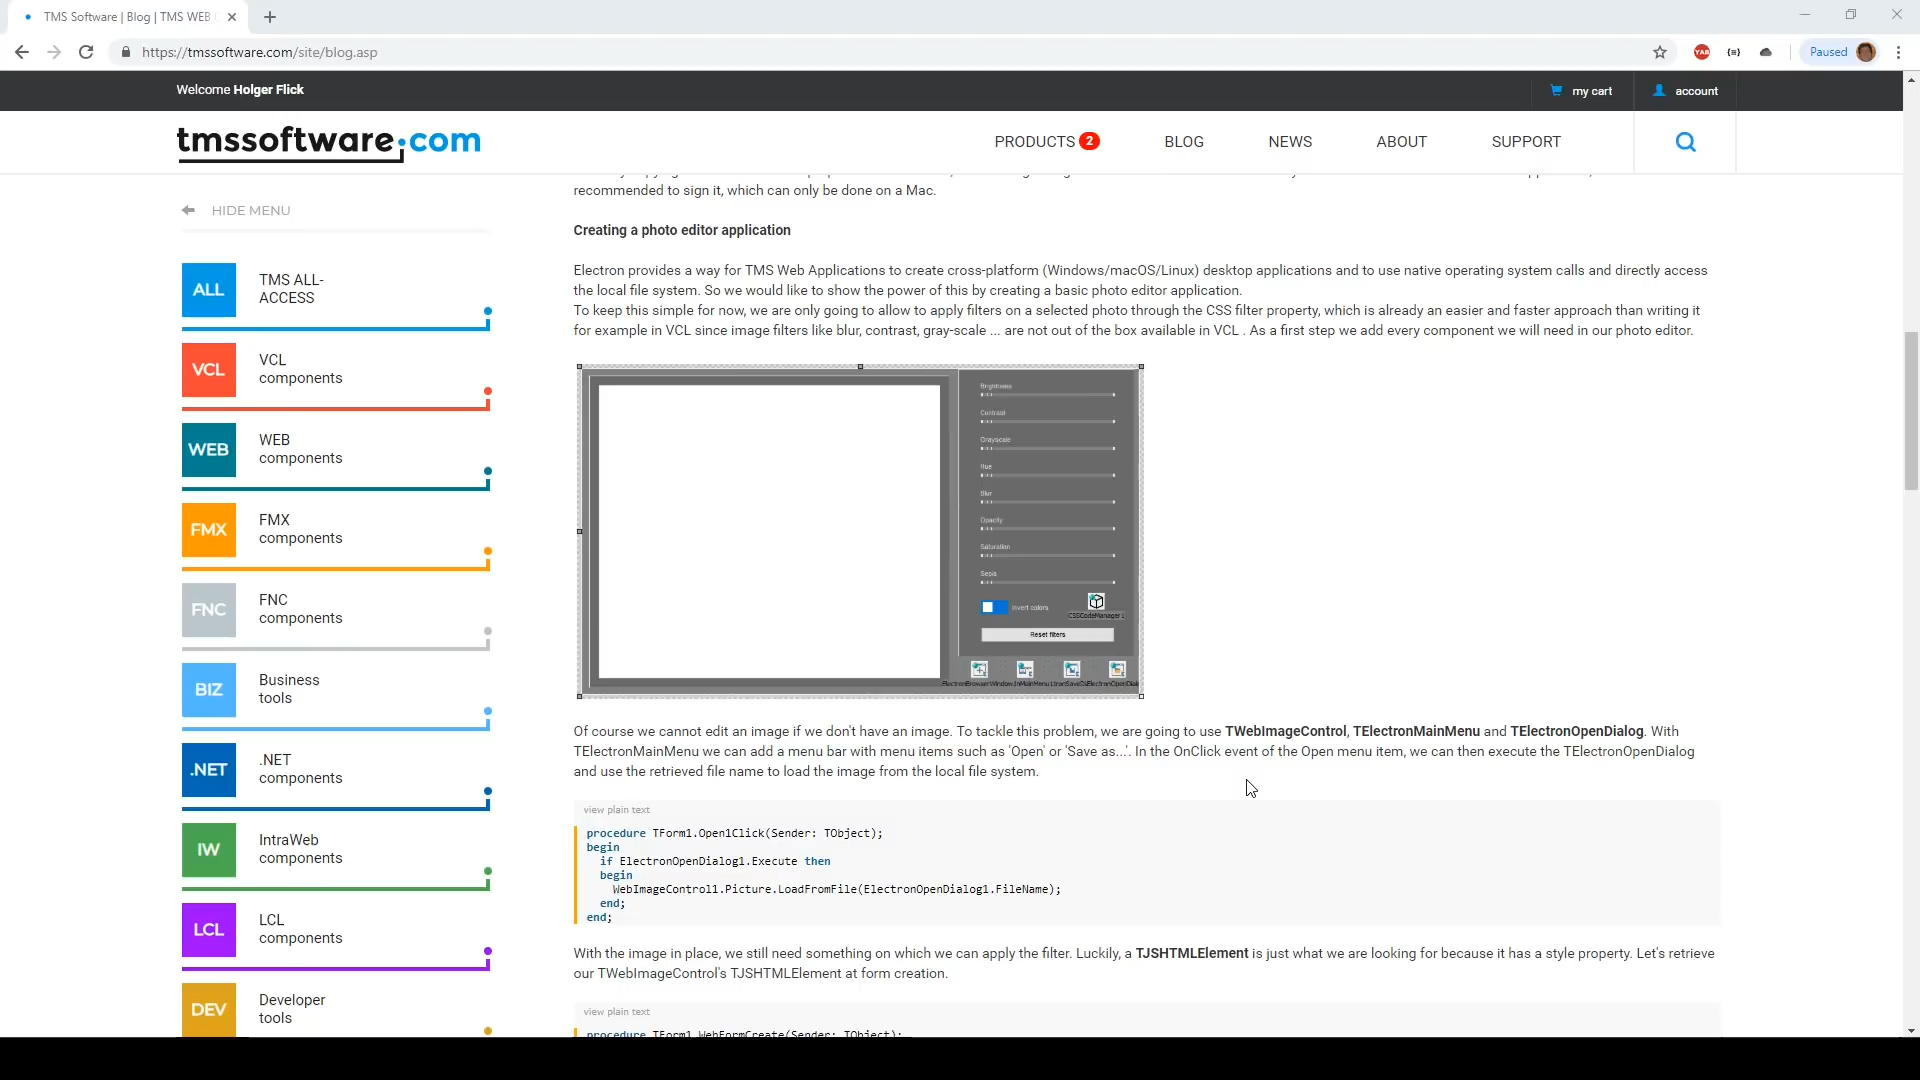 TMS Software | Blog | TMS WEB
https://tmssoftware.com/site/blog.asp
Paused
Welcome Holger Flick
my cart
account
tmssoftware.com
PRODUCTS 2
BLOG
NEWS
ABOUT
SUPPORT
HIDE MENU
ALL
TMS ALL-
ACCESS
VCL
VCL
components
WEB
WEB
components
FMX
FMX
components
FNC
FNC
components
BIZ
Business
tools
.NET
.NET
components
IW
IntraWeb
components
LCL
LCL
components
DEV
Developer
tools
recommended to sign it, which can only be done on a Mac.
Creating a photo editor application
Electron provides a way for TMS Web Applications to create cross-platform (Windows/macOS/Linux) desktop applications and to use native operating system calls and directly access
the local file system. So we would like to show the power of this by creating a basic photo editor application.
To keep this simple for now, we are only going to allow to apply filters on a selected photo through the CSS filter property, which is already an easier and faster approach than writing it
for example in VCL since image filters like blur, contrast, gray-scale ... are not out of the box available in VCL . As a first step we add every component we will need in our photo editor.
Brightness
Contrast
Grayscale
Hue
Blur
Opacity
Saturation
Sepia
Invert colors
CSSCodeManager1
Reset filters
Of course we cannot edit an image if we don't have an image. To tackle this problem, we are going to use TWebImageControl, TElectronMainMenu and TElectronOpenDialog. With
TElectronMainMenu we can add a menu bar with menu items such as 'Open' or 'Save as...'. In the OnClick event of the Open menu item, we can then execute the TElectronOpenDialog
and use the retrieved file name to load the image from the local file system.
view plain text
procedure TForm1.Open1Click(Sender: TObject);
begin
if ElectronOpenDialog1.Execute then
begin
WebImageControl1.Picture.LoadFromFile(ElectronOpenDialog1.FileName);
end;
end;
With the image in place, we still need something on which we can apply the filter. Luckily, a TJSHTMLElement is just what we are looking for because it has a style property. Let's retrieve
our TWebImageControl's TJSHTMLElement at form creation.
view plain text
procedure TForm1.WebFormCreate(Sender: TObject);